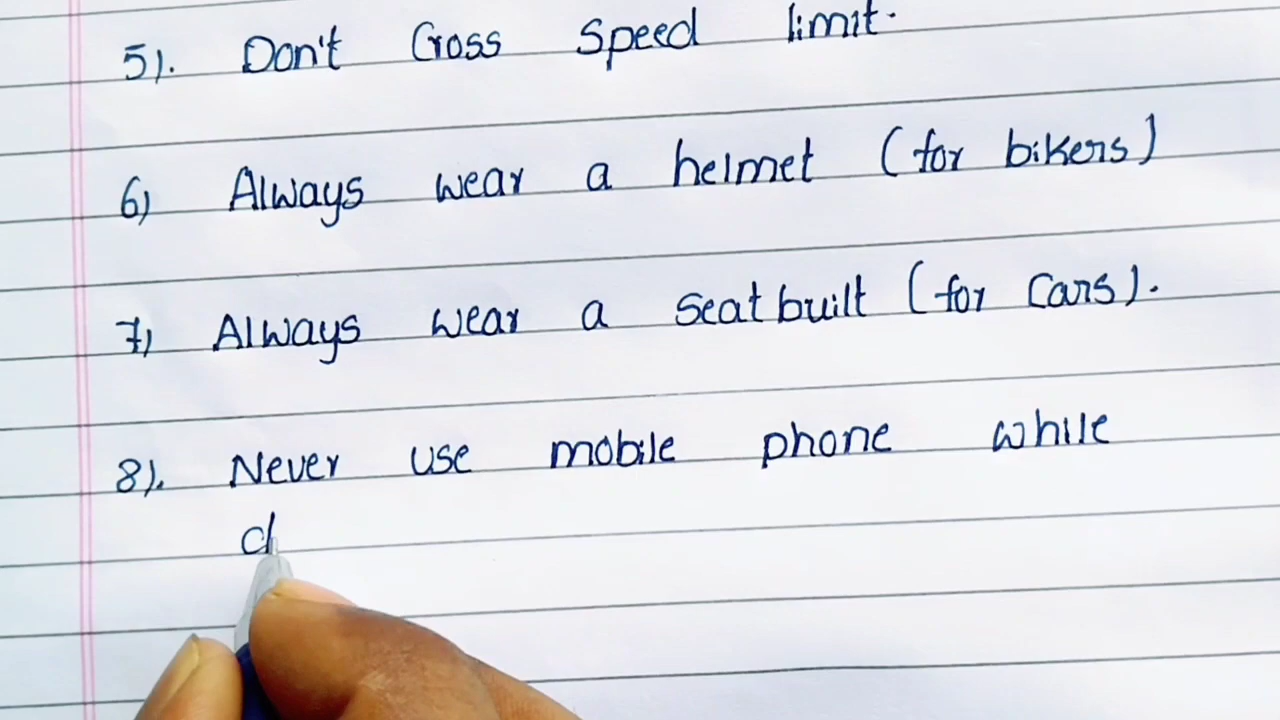 5). Don't Cross Speed limit.
6) Always wear a helmet (for bikers)
7) Always wear a seat built (for Cars).
8). Never use mobile phone while
d